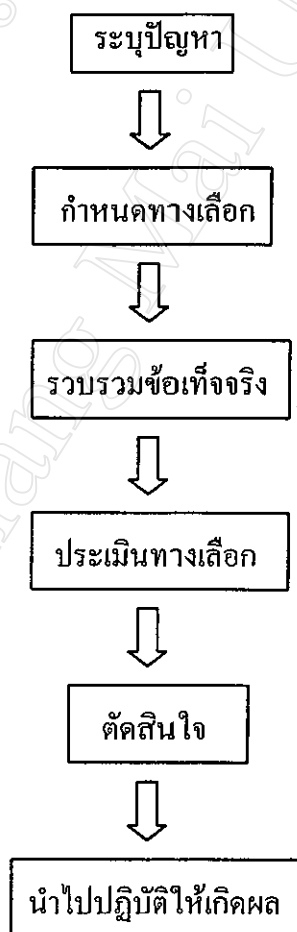 ระบุปัญหา
กำหนดทางเลือก
รวบรวมข้อเท็จจริง
ประเมินทางเลือก
ตัดสินใจ
นำไปปฏิบัติให้เกิดผล